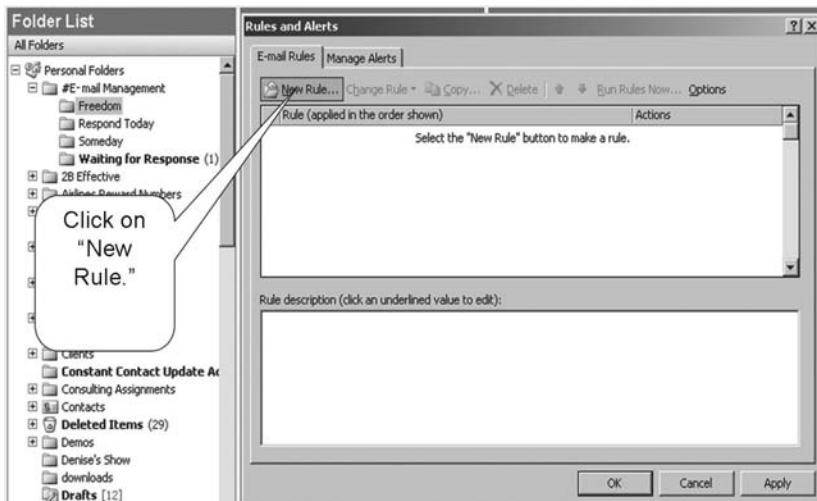 Folder List
All Folders
Personal Folders
#E-mail Management
Freedom
Respond Today
Someday
Waiting for Response (1)
2B Effective
Airlines Reward Numbers
Click on
“New
Rule.”
Clients
Constant Contact Update
Consulting Assignments
Contacts
Deleted Items (29)
Demos
Denise's Show
downloads
Drafts [12]
Rules and Alerts
E-mail Rules Manage Alerts
New Rule... Change Rule Copy... Delete Run Rules Now... Options
Rule (applied in the order shown) Actions
Select the "New Rule" button to make a rule.
Rule description (click an underlined value to edit):
OK Cancel Apply